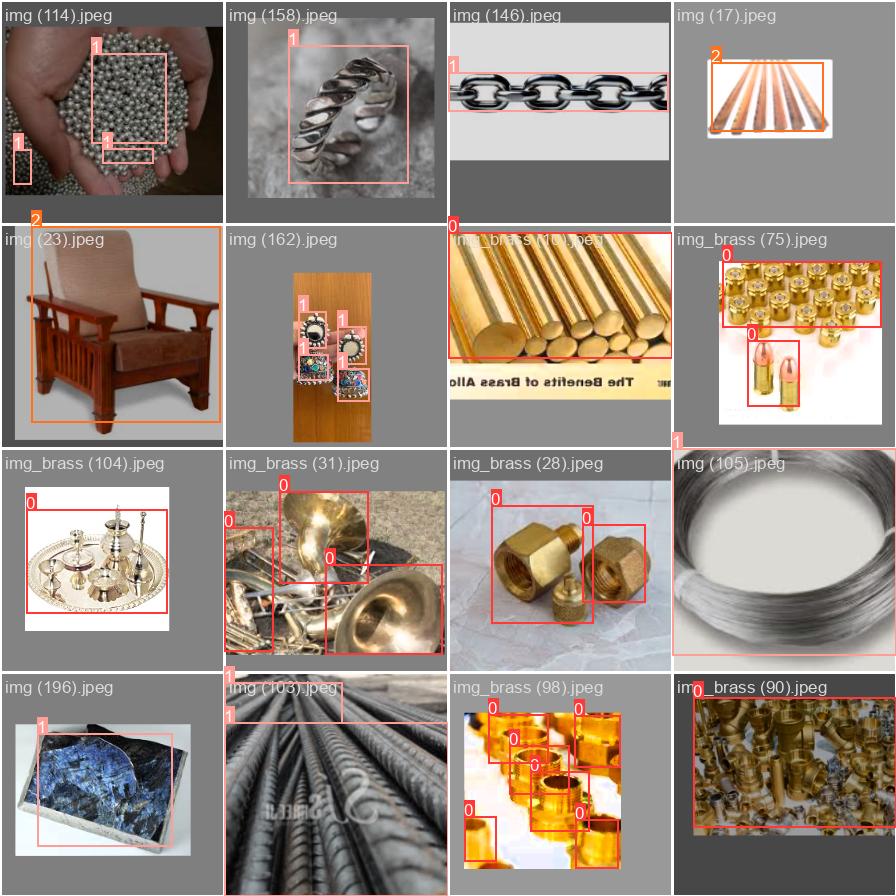 img (114).jpeg
1
1
1
img (158).jpeg
1
img (146).jpeg
1
img (17).jpeg
2
img (23).jpeg
2
img (162).jpeg
1
1
1
1
img_brass (10).jpeg
0
The Benefits of Brass Allo
img_brass (75).jpeg
0
0
img_brass (104).jpeg
0
img_brass (31).jpeg
0
0
0
img_brass (28).jpeg
0
0
img (105).jpeg
1
img (196).jpeg
1
img (103).jpeg
1
1
img_brass (98).jpeg
0
0
0
0
0
0
img_brass (90).jpeg
0